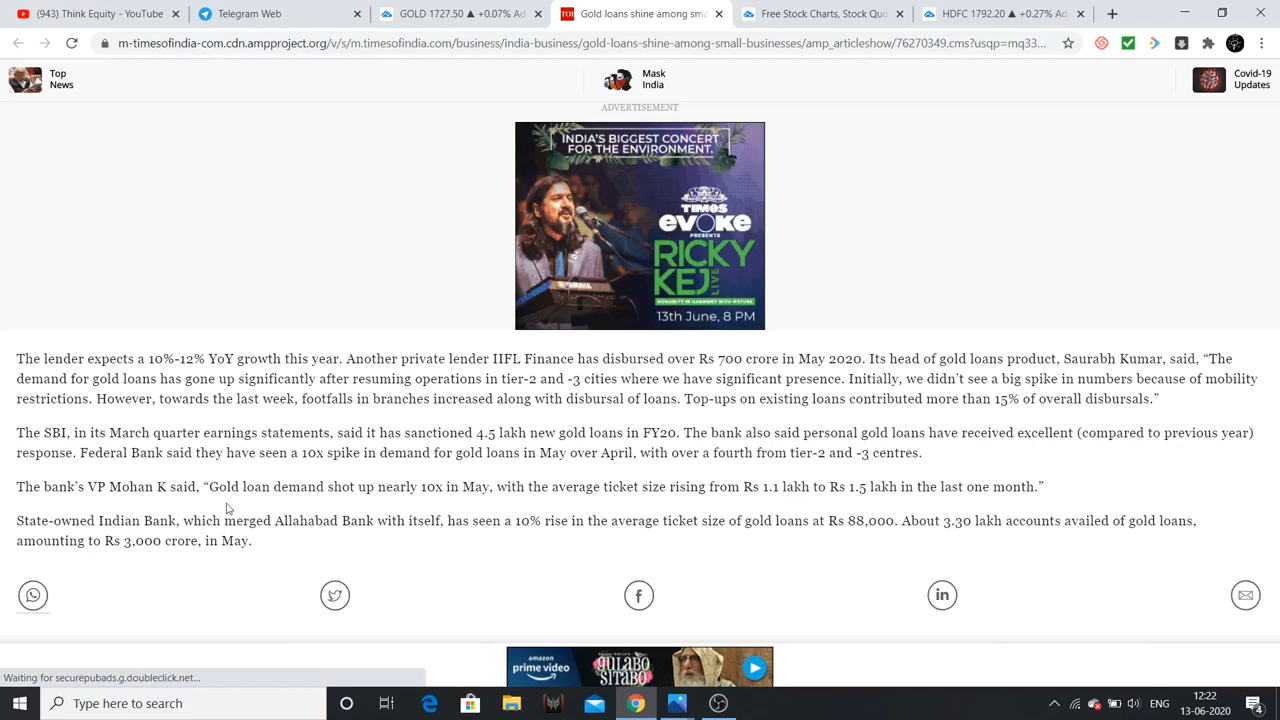 (943) Think Equity - YouTube
Telegram Web
GOLD 1727.50 ▲ +0.07% Ad
Gold loans shine among sma
Free Stock Charts, Stock Quo
HDFC 1792.20 ▲ +0.27% Ad
m-timesofindia-com.cdn.ampproject.org/v/s/m.timesofindia.com/business/india-business/gold-loans-shine-among-small-businesses/amp_articleshow/76270349.cms?usqp=mq33...
Top
News
Mask
India
Covid-19
Updates
ADVERTISEMENT
INDIA'S BIGGEST CONCERT
FOR THE ENVIRONMENT.
TIMES
evoke
PRESENTS
RICKY
KEJ LIVE
HUMANITY IN HARMONY WITH NATURE
13th June, 8 PM
YAMAHA
The lender expects a 10%-12% YoY growth this year. Another private lender IIFL Finance has disbursed over Rs 700 crore in May 2020. Its head of gold loans product, Saurabh Kumar, said, “The
demand for gold loans has gone up significantly after resuming operations in tier-2 and -3 cities where we have significant presence. Initially, we didn’t see a big spike in numbers because of mobility
restrictions. However, towards the last week, footfalls in branches increased along with disbursal of loans. Top-ups on existing loans contributed more than 15% of overall disbursals.”
The SBI, in its March quarter earnings statements, said it has sanctioned 4.5 lakh new gold loans in FY20. The bank also said personal gold loans have received excellent (compared to previous year)
response. Federal Bank said they have seen a 10x spike in demand for gold loans in May over April, with over a fourth from tier-2 and -3 centres.
The bank’s VP Mohan K said, “Gold loan demand shot up nearly 10x in May, with the average ticket size rising from Rs 1.1 lakh to Rs 1.5 lakh in the last one month.”
State-owned Indian Bank, which merged Allahabad Bank with itself, has seen a 10% rise in the average ticket size of gold loans at Rs 88,000. About 3.30 lakh accounts availed of gold loans,
amounting to Rs 3,000 crore, in May.
amazon
prime video
GULABO
SITABO
Waiting for securepubads.g.doubleclick.net...
Type here to search
ENG
12:22
13-06-2020
4